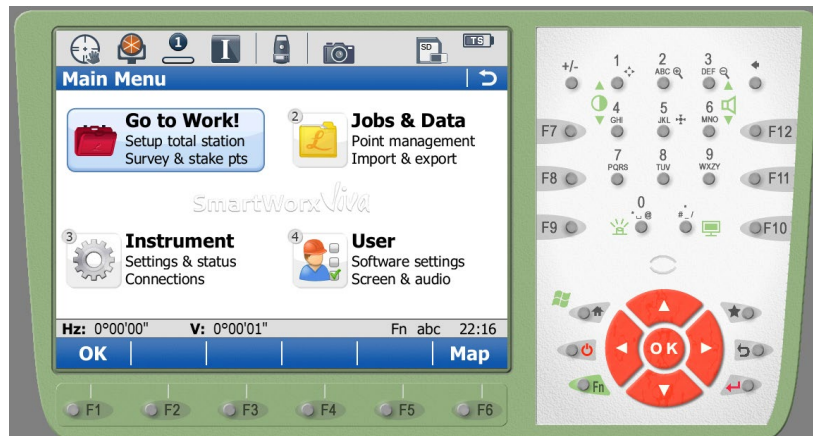 1
I
SD
TS
Main Menu
Go to Work!
Setup total station
Survey & stake pts
2
Jobs & Data
Point management
Import & export
SmartWorx Viva
3
Instrument
Settings & status
Connections
4
User
Software settings
Screen & audio
Hz: 0°00'00" V: 0°00'01" Fn abc 22:16
OK Map
F1 F2 F3 F4 F5 F6
+/- 1 2 3
ABC DEF
4 5 6
GHI JKL MNO
F7 F12
7 8 9
PQRS TUV WXZY
F8 F11
0 .
*␣@ #_/
F9 F10
OK
Fn